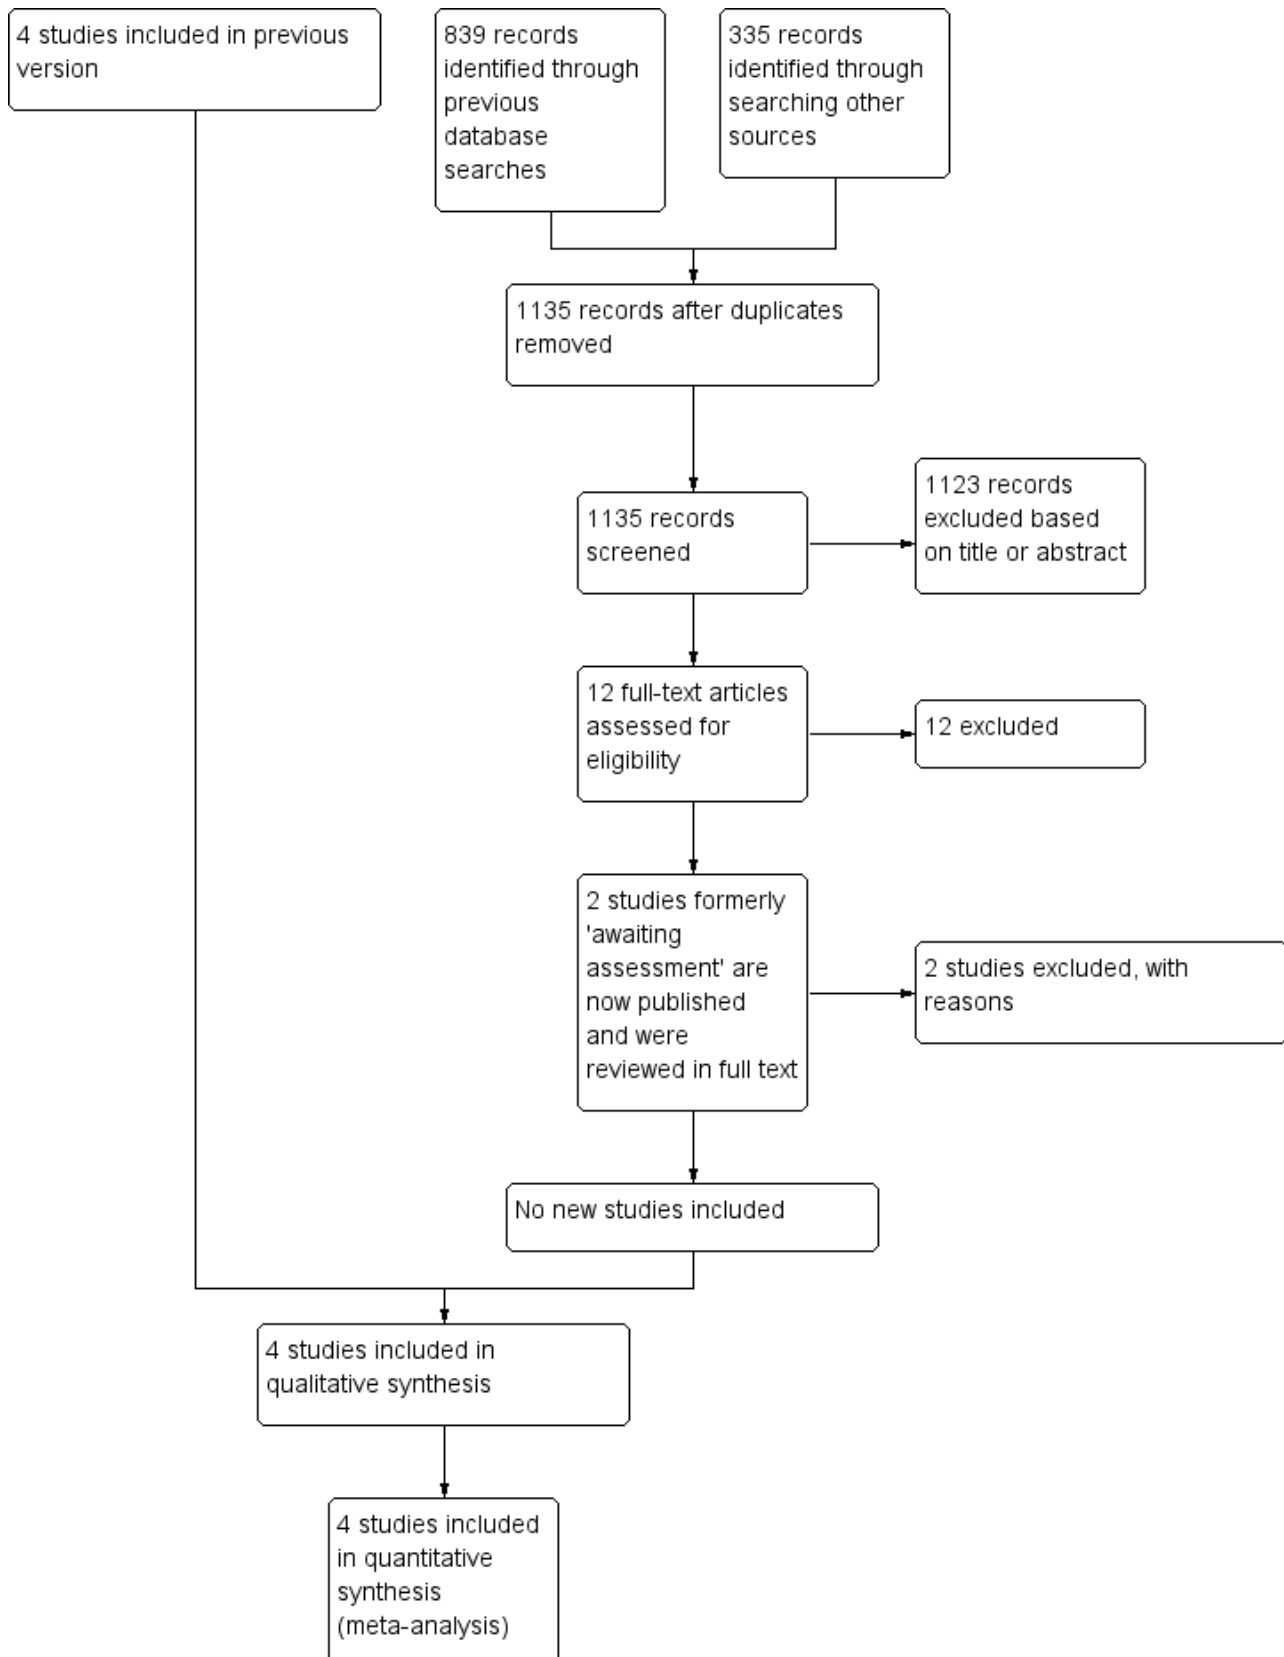 4 studies included in previous
version
839 records
identified through
previous
database
searches
335 records
identified through
searching other
sources
1135 records after duplicates
removed
1135 records
screened
1123 records
excluded based
on title or abstract
12 full-text articles
assessed for
eligibility
12 excluded
2 studies formerly
'awaiting
assessment' are
now published
and were
reviewed in full text
2 studies excluded, with
reasons
No new studies included
4 studies included in
qualitative synthesis
4 studies included
in quantitative
synthesis
(meta-analysis)